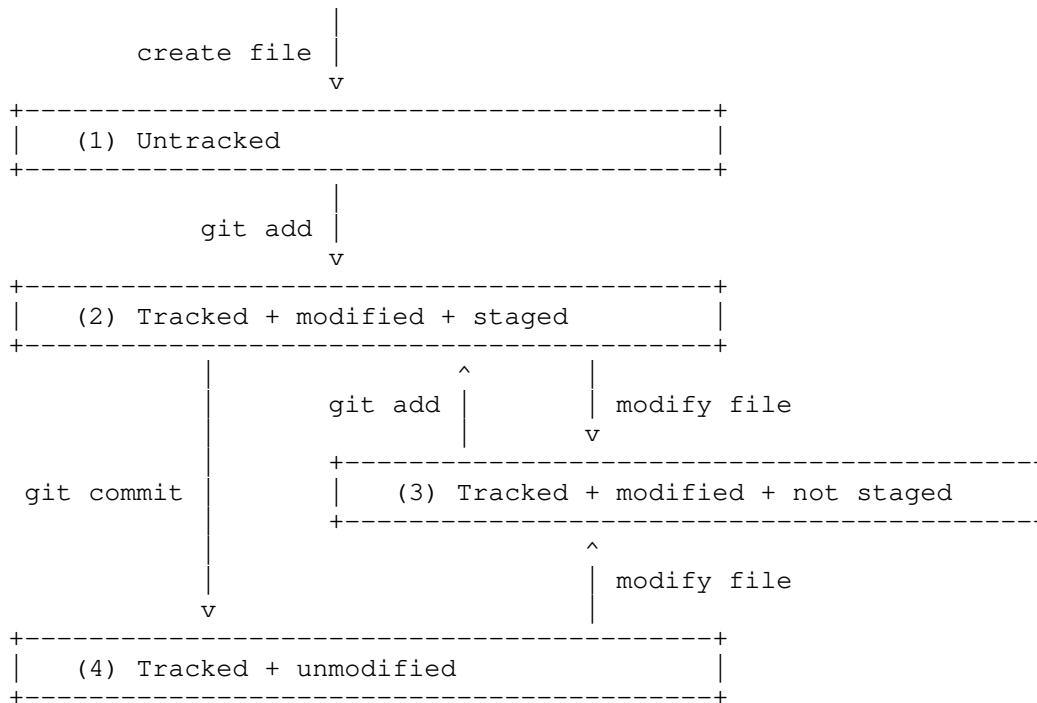 create file
(1) Untracked
git add
(2) Tracked + modified + staged
git add modify file
(3) Tracked + modified + not staged
git commit
modify file
(4) Tracked + unmodified